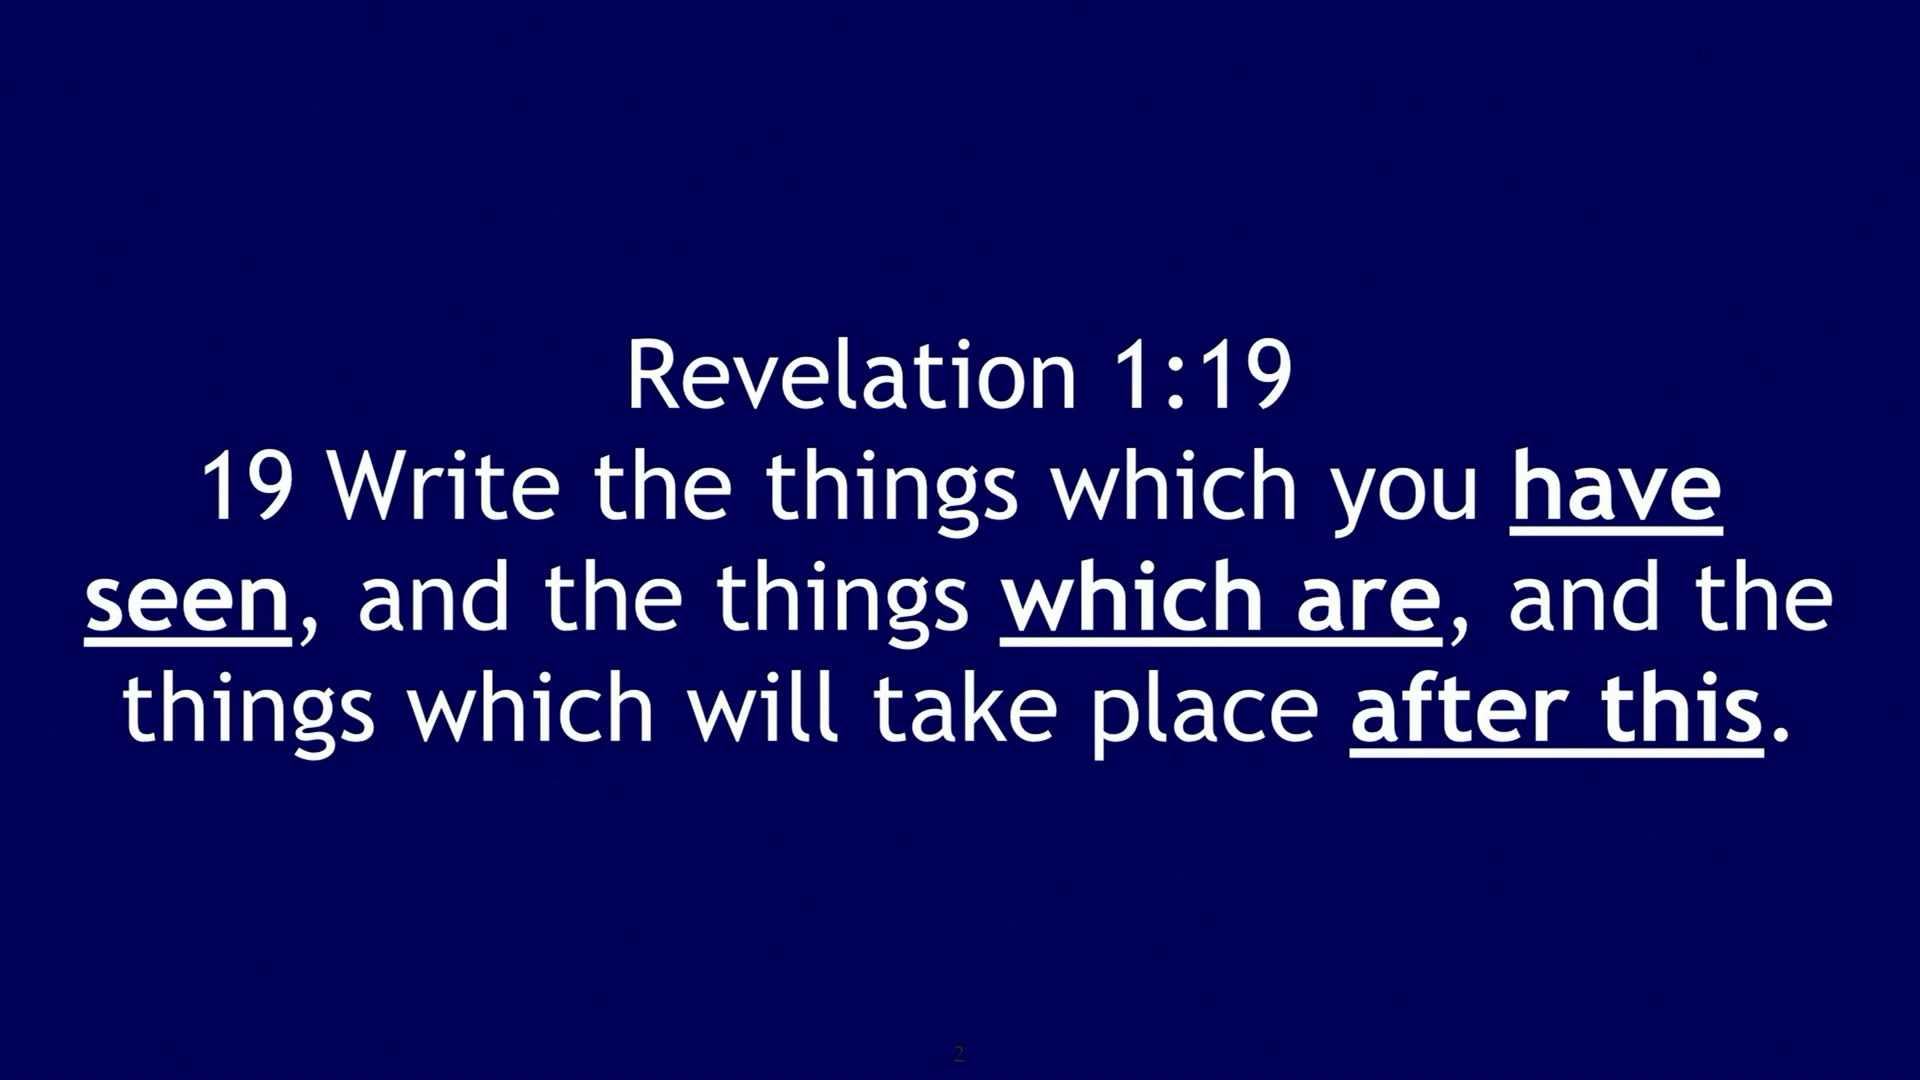 Revelation 1:19
19 Write the things which you have
seen, and the things which are, and the
things which will take place after this.
2